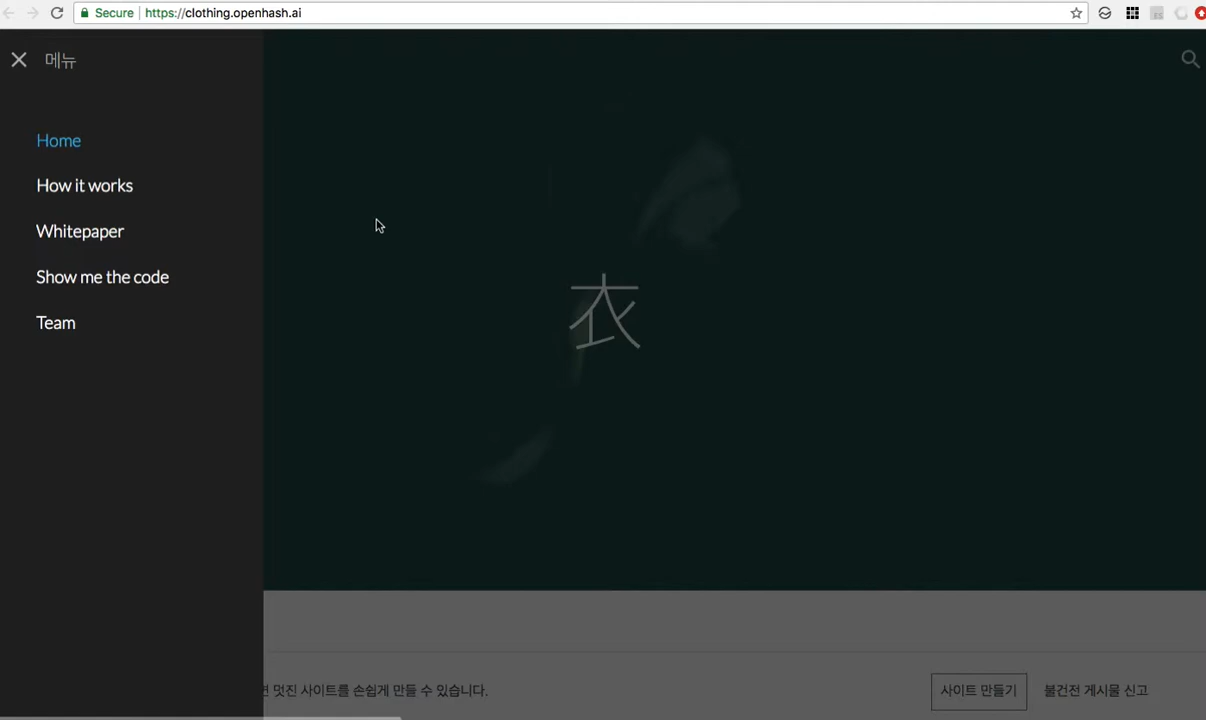 Secure https://clothing.openhash.ai
메뉴
Home
How it works
Whitepaper
Show me the code
Team
衣
멋진 사이트를 손쉽게 만들 수 있습니다.
사이트 만들기
불건전 게시물 신고